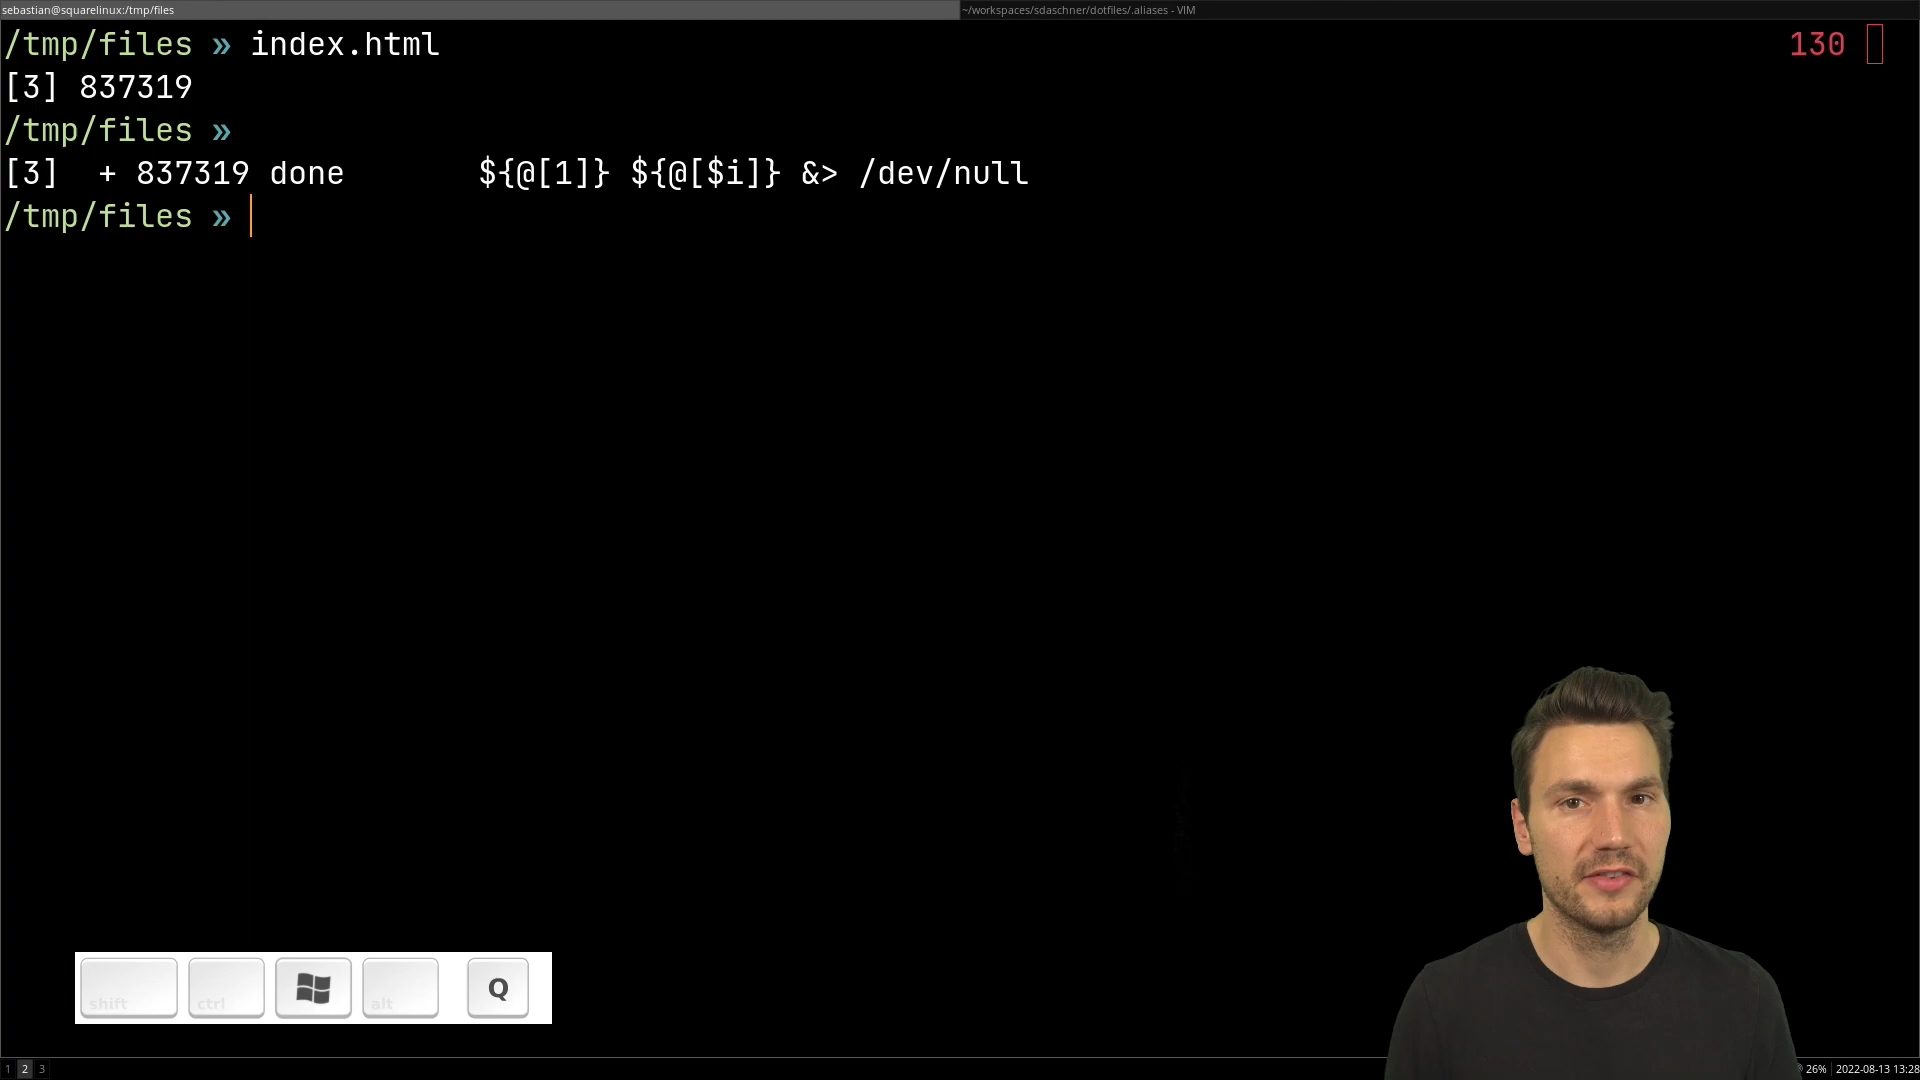 sebastian@squarelinux:/tmp/files
~/workspaces/sdaschner/dotfiles/.aliases - VIM
/tmp/files » index.html
130
[3] 837319
/tmp/files »
[3]  + 837319 done       ${@[1]} ${@[$i]} &> /dev/null
/tmp/files »
shift ctrl alt Q
1 2 3
26% 2022-08-13 13:28